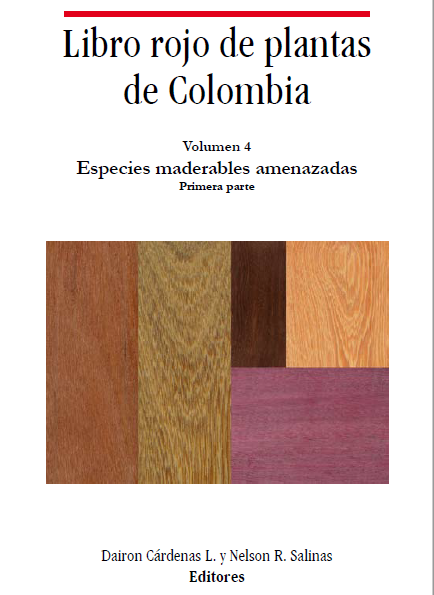 Libro rojo de plantas
de Colombia
Volumen 4
Especies maderables amenazadas
Primera parte
Dairon Cárdenas L. y Nelson R. Salinas
Editores